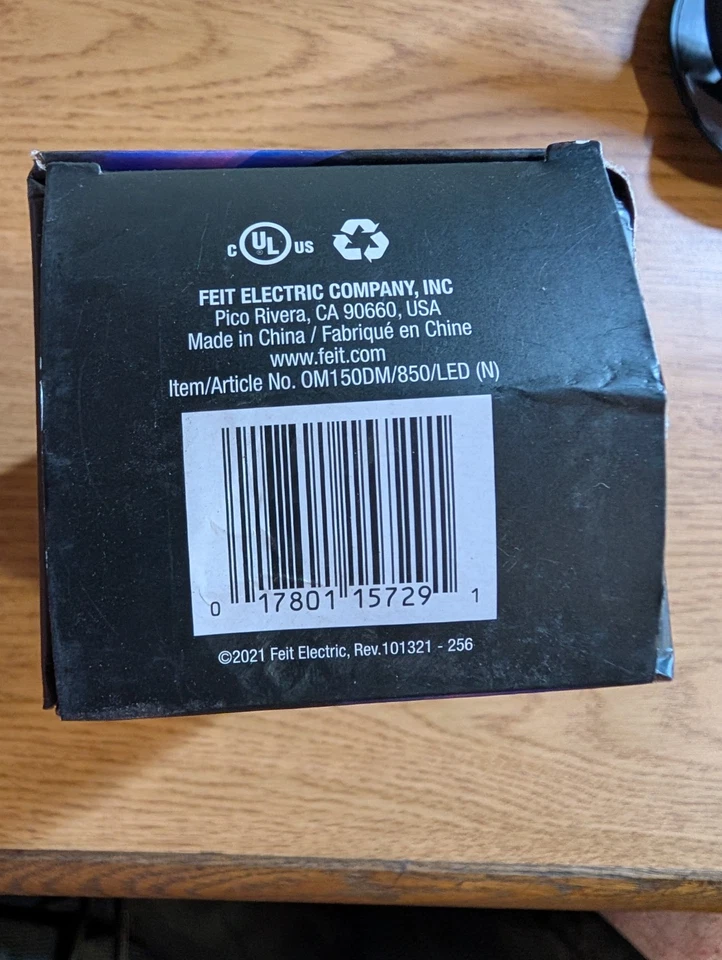 C UL ® US
FEIT ELECTRIC COMPANY, INC
Pico Rivera, CA 90660, USA
Made in China / Fabriqué en Chine
www.feit.com
Item/Article No. OM150DM/850/LED (N)
0 17801 15729 1
©2021 Feit Electric, Rev.101321 - 256